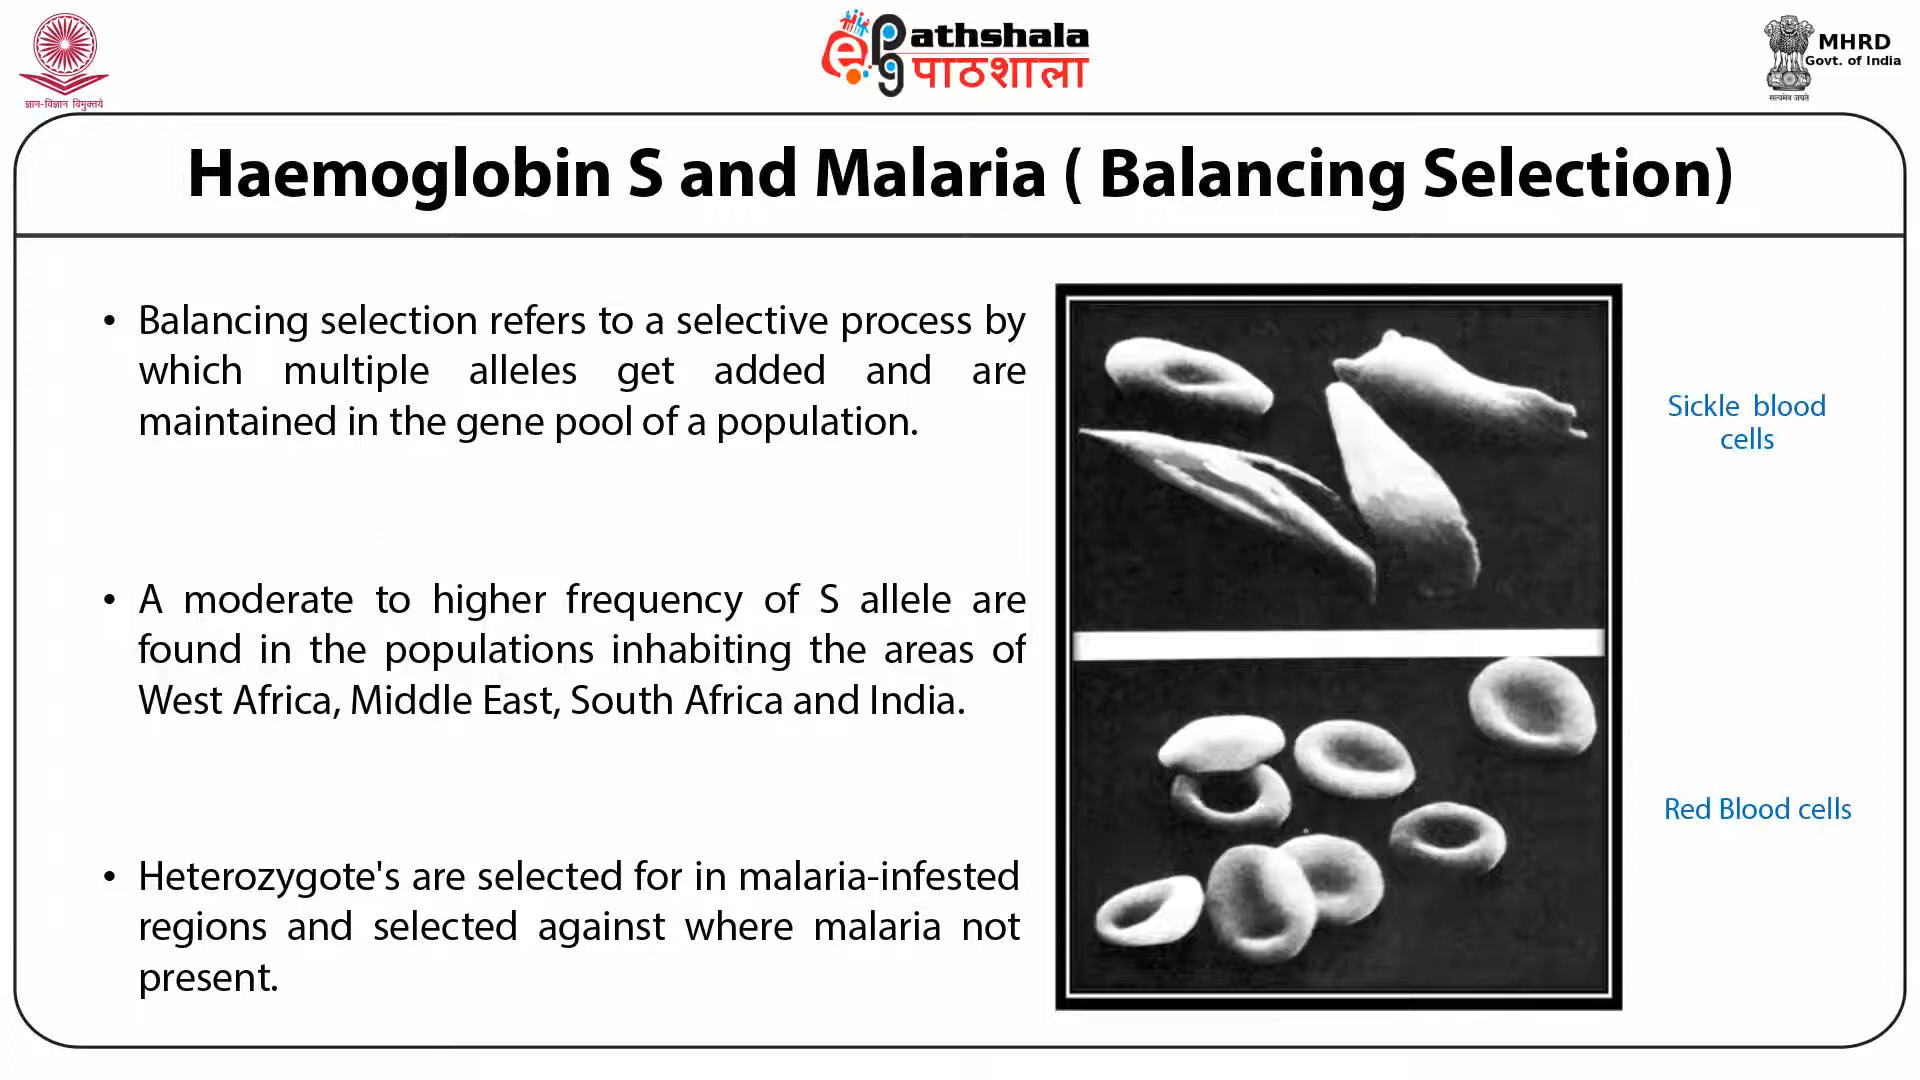 ज्ञान-विज्ञान विमुक्तये
ePathshala
पाठशाला
MHRD
Govt. of India
सत्यमेव जयते
Haemoglobin S and Malaria ( Balancing Selection)
• Balancing selection refers to a selective process by
which multiple alleles get added and are
maintained in the gene pool of a population.
• A moderate to higher frequency of S allele are
found in the populations inhabiting the areas of
West Africa, Middle East, South Africa and India.
• Heterozygote's are selected for in malaria-infested
regions and selected against where malaria not
present.
Sickle blood
cells
Red Blood cells